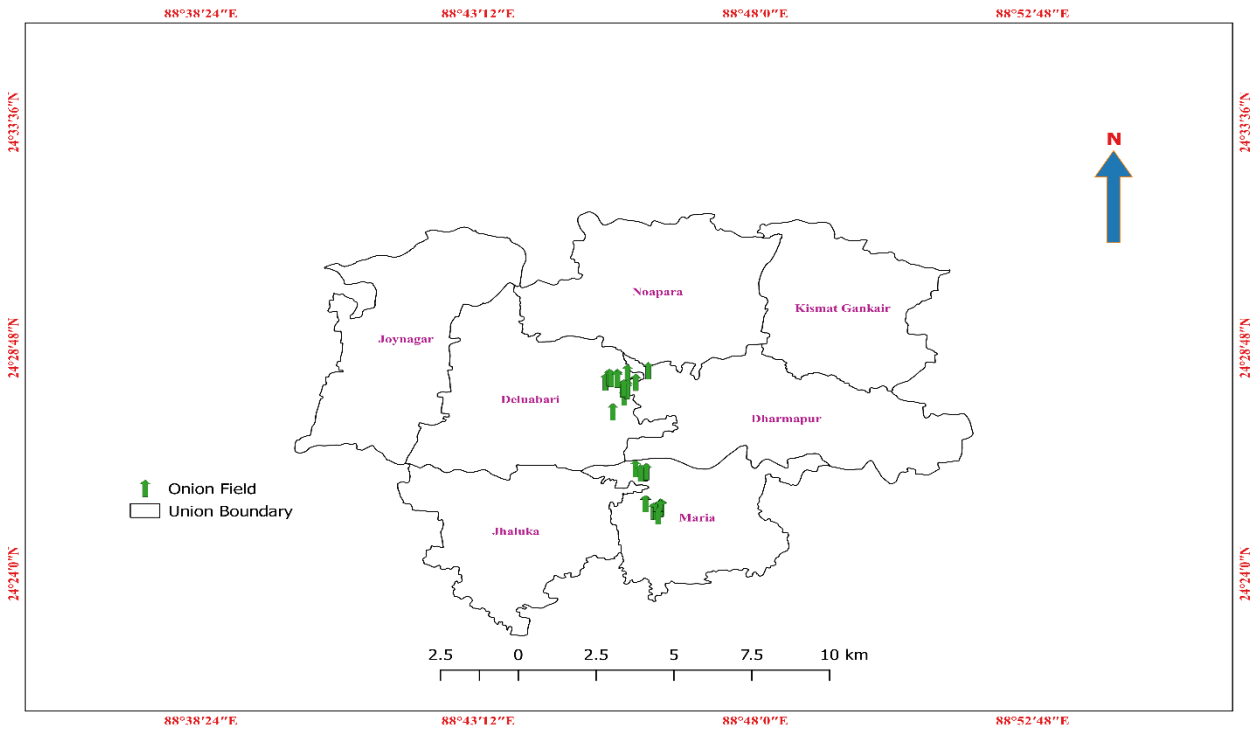 88°38′24″E 88°43′12″E 88°48′0″E 88°52′48″E
24°33′36″N
24°33′36″N
N
Noapara
Kismat Gankair
24°28′48″N
24°28′48″N
Joynagar
Deluabari
Dharmapur
Onion Field
Union Boundary
Maria
Jhaluka
24°24′0″N
24°24′0″N
2.5 0 2.5 5 7.5 10 km
88°38′24″E 88°43′12″E 88°48′0″E 88°52′48″E